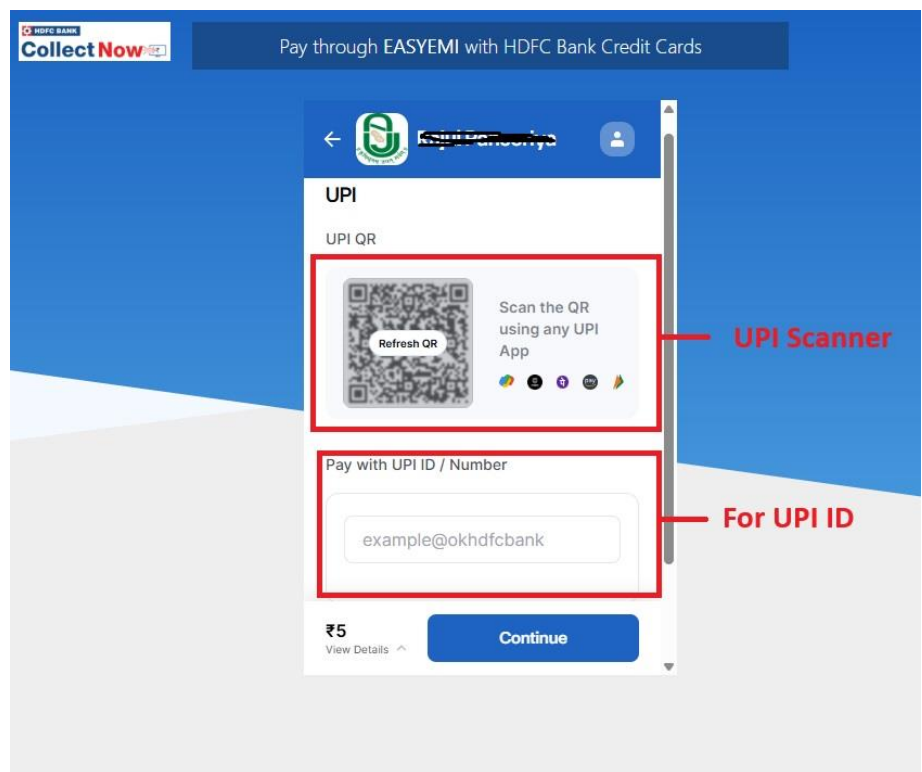 HDFC BANK
Collect Now
Pay through EASYEMI with HDFC Bank Credit Cards
UPI
UPI QR
Refresh QR
Scan the QR
using any UPI
App
UPI Scanner
Pay with UPI ID / Number
example@okhdfcbank
For UPI ID
₹5
View Details
Continue